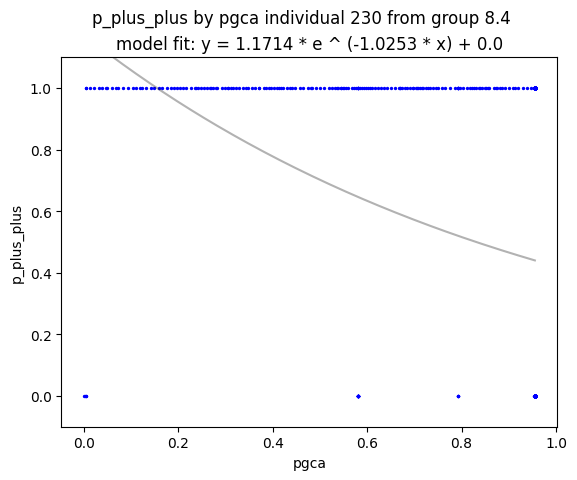 p_plus_plus by pgca individual 230 from group 8.4
model fit: y = 1.1714 * e ^ (-1.0253 * x) + 0.0
1.0
0.8
0.6
0.4
0.2
0.0
p_plus_plus
0.0 0.2 0.4 0.6 0.8 1.0
pgca